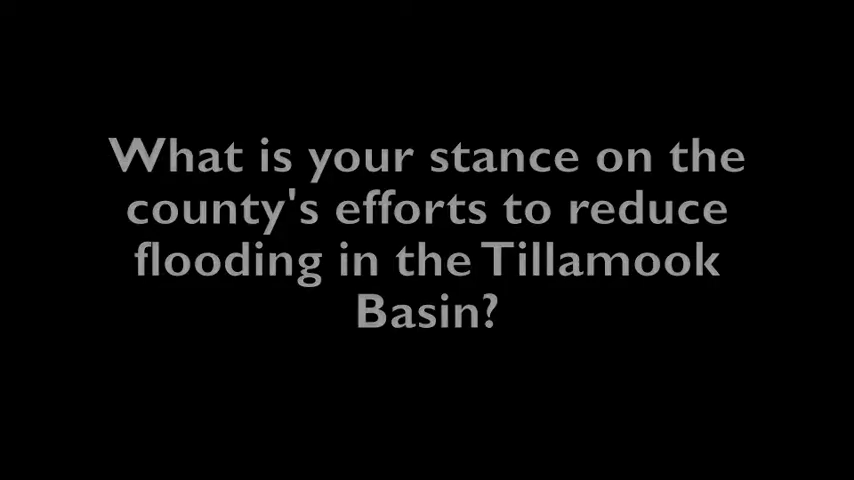 What is your stance on the
county's efforts to reduce
flooding in the Tillamook
Basin?